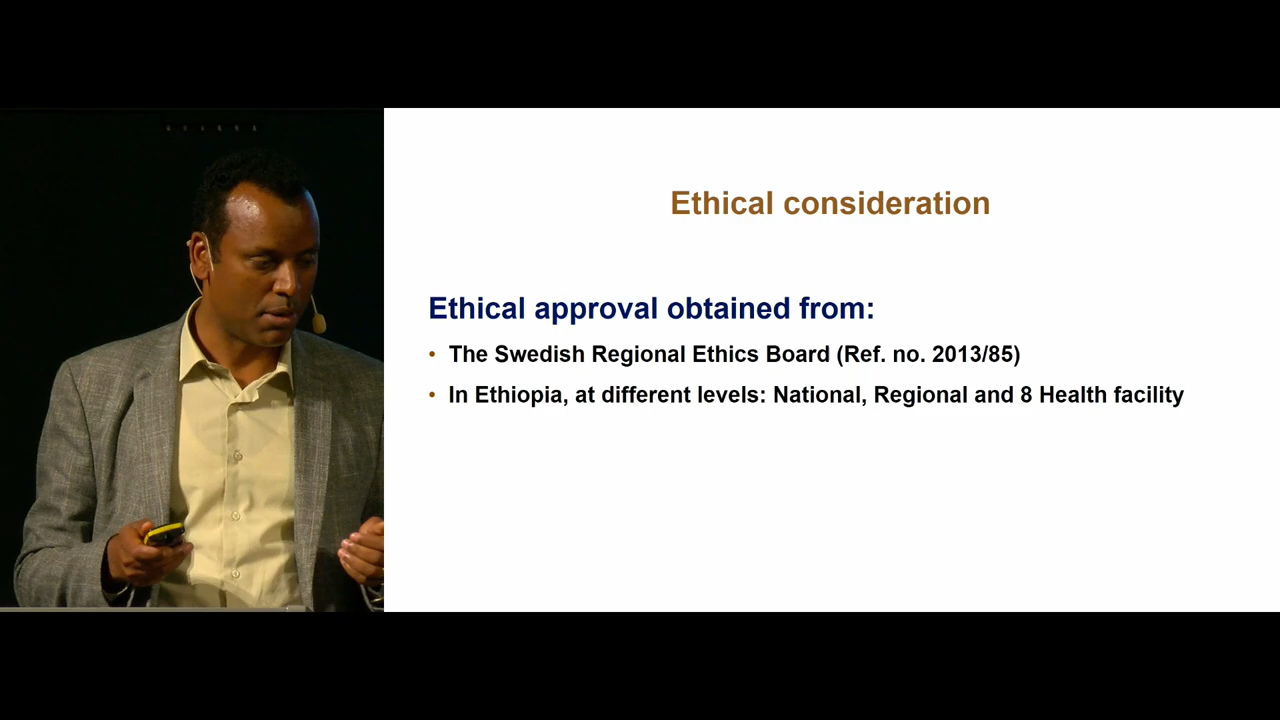 Ethical consideration
Ethical approval obtained from:
• The Swedish Regional Ethics Board (Ref. no. 2013/85)
• In Ethiopia, at different levels: National, Regional and 8 Health facility